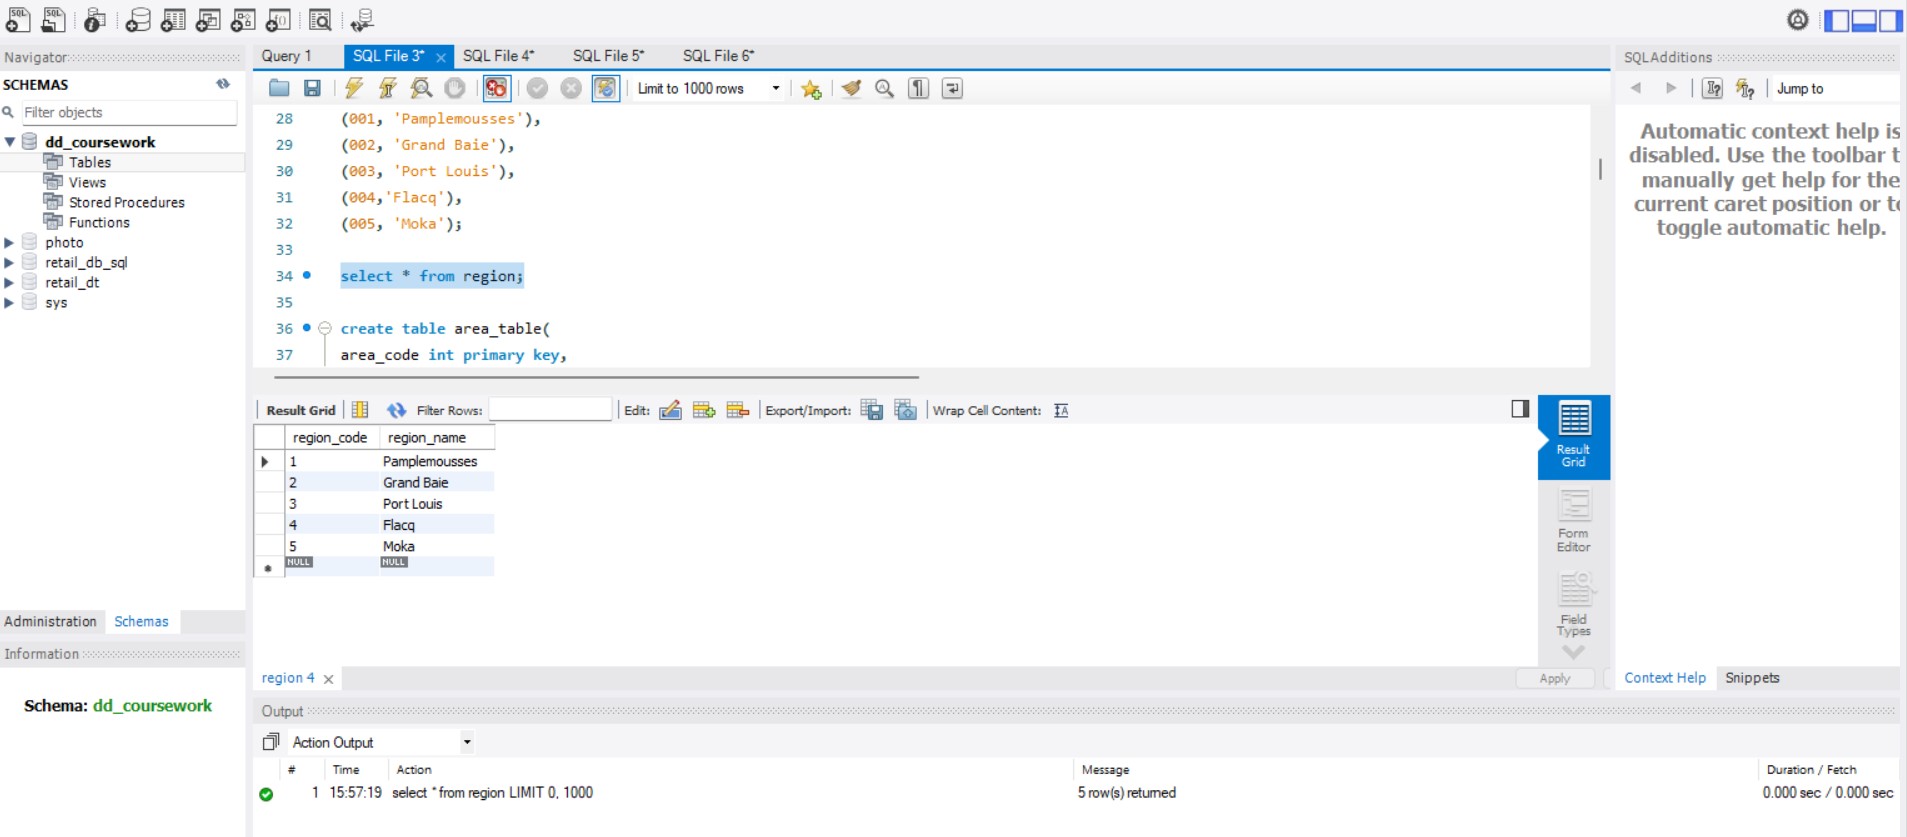 Navigator
SCHEMAS
Filter objects
dd_coursework
Tables
Views
Stored Procedures
Functions
photo
retail_db_sql
retail_dt
sys
Administration Schemas
Information
Schema: dd_coursework
Query 1 SQL File 3* SQL File 4* SQL File 5* SQL File 6*
Limit to 1000 rows
28 (001, 'Pamplemousses'),
29 (002, 'Grand Baie'),
30 (003, 'Port Louis'),
31 (004,'Flacq'),
32 (005, 'Moka');
33
34 select * from region;
35
36 create table area_table(
37 area_code int primary key,
Result Grid Filter Rows: Edit: Export/Import: Wrap Cell Content:
region_code region_name
1 Pamplemousses
2 Grand Baie
3 Port Louis
4 Flacq
5 Moka
NULL NULL
Result
Grid
Form
Editor
Field
Types
region 4 Apply
Output
Action Output
# Time Action Message Duration / Fetch
1 15:57:19 select * from region LIMIT 0, 1000 5 row(s) returned 0.000 sec / 0.000 sec
SQLAdditions
Jump to
Automatic context help is
disabled. Use the toolbar t
manually get help for the
current caret position or to
toggle automatic help.
Context Help Snippets